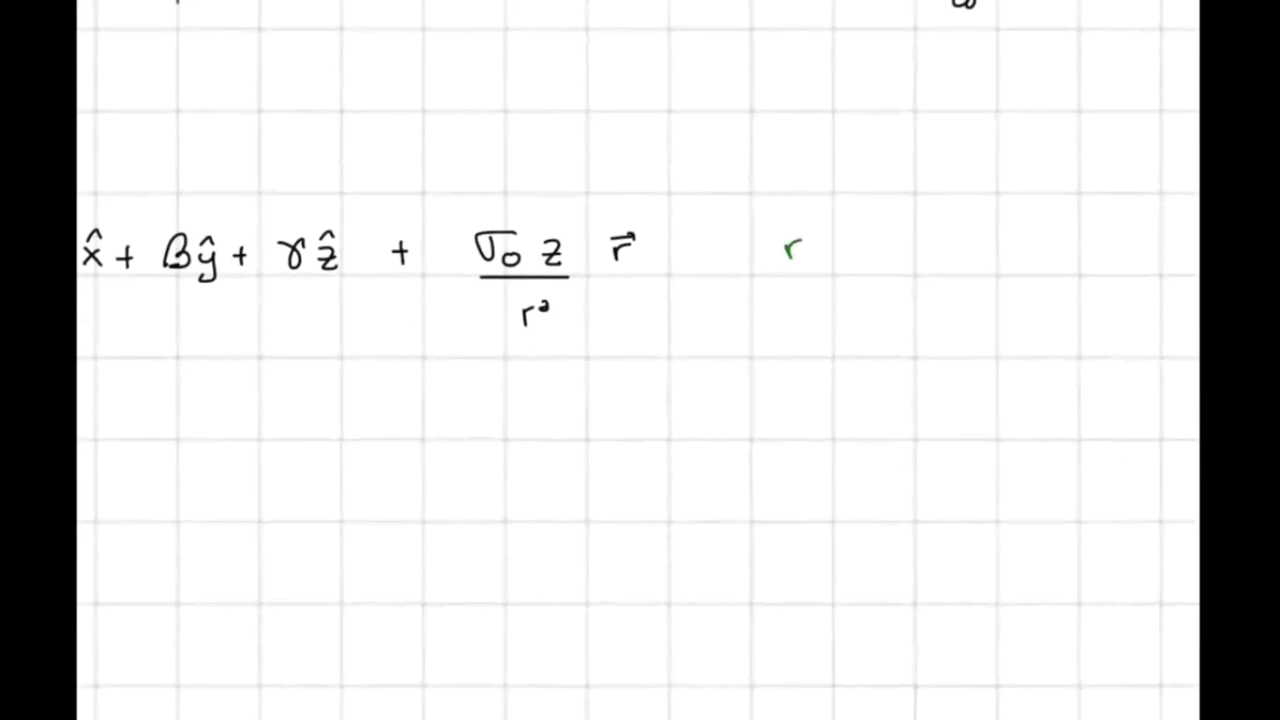 x̂ + βŷ + γẑ + σ₀ z r⃗ r
r²